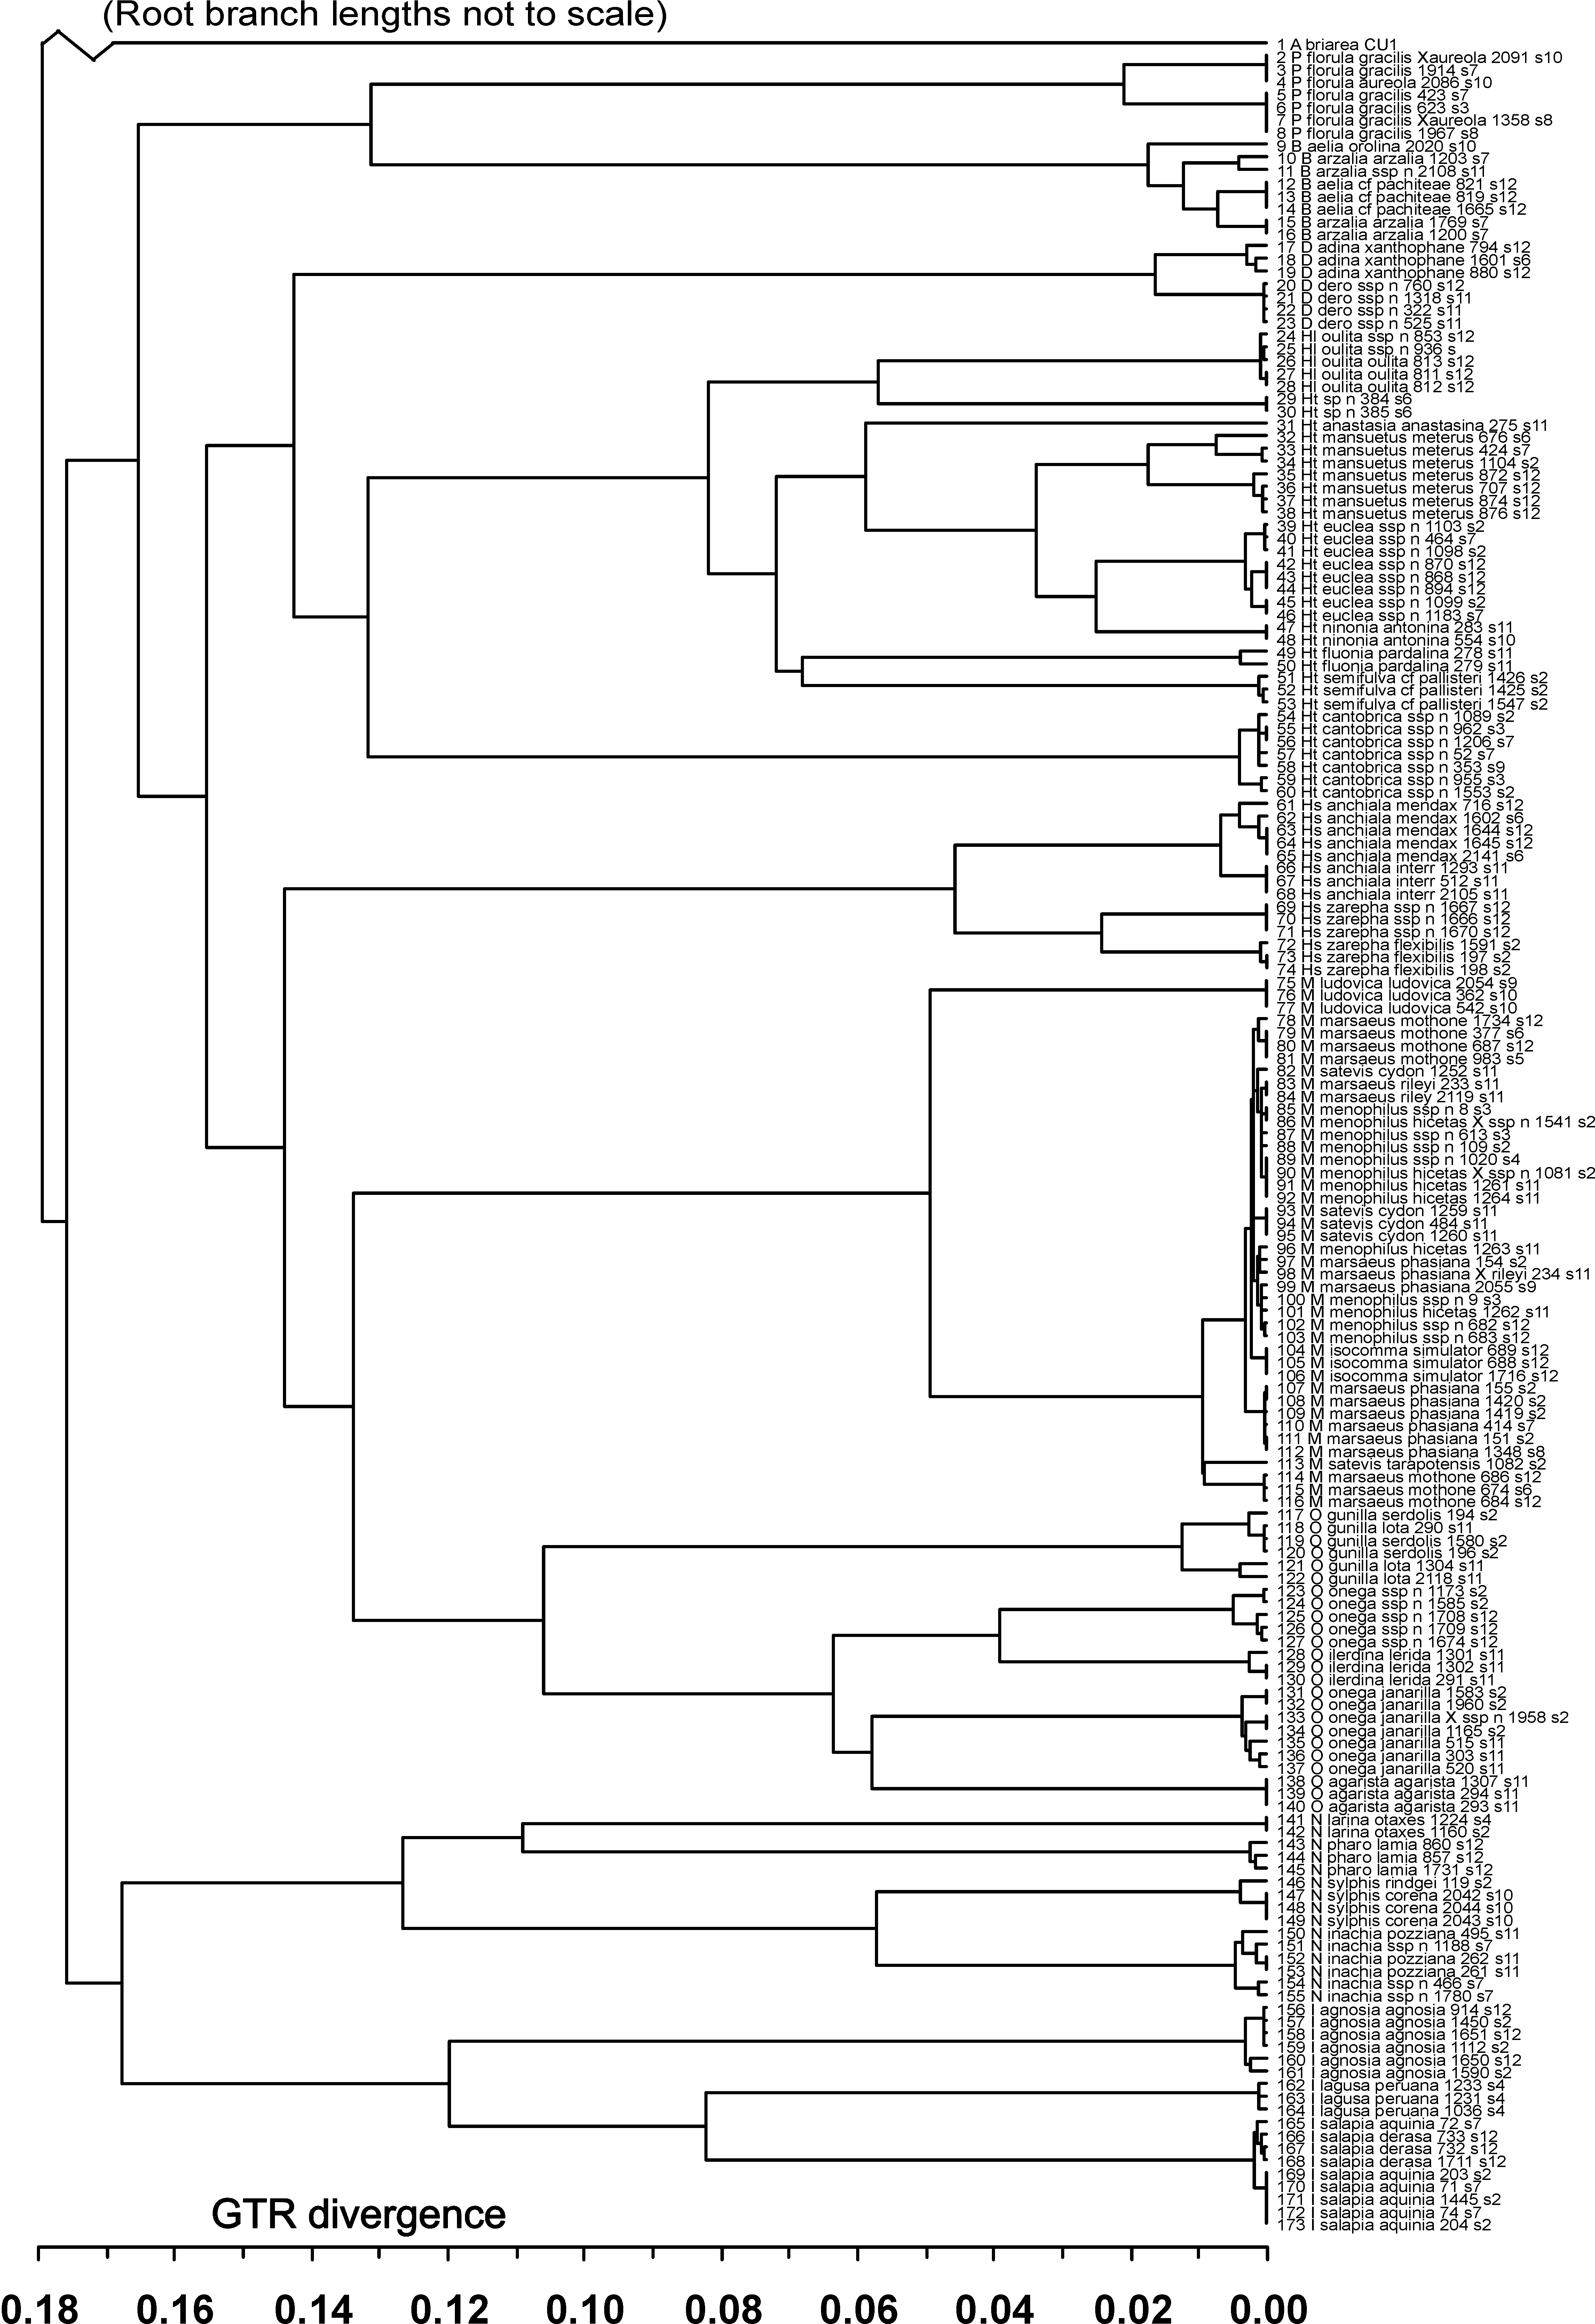 (Root branch lengths not to scale)
1 A briarea CU1
2 P florula gracilis Xaureola 2091 s10
3 P florula gracilis 1914 s7
4 P florula aureola 2086 s10
5 P florula gracilis 423 s7
6 P florula gracilis 623 s3
7 P florula gracilis Xaureola 1358 s8
8 P florula gracilis 1967 s8
9 B aelia orolina 2020 s10
10 B arzalia arzalia 1203 s7
11 B arzalia ssp n 2108 s11
12 B aelia cf pachiteae 821 s12
13 B aelia cf pachiteae 819 s12
14 B aelia cf pachiteae 1665 s12
15 B arzalia arzalia 1769 s7
16 B arzalia arzalia 1200 s7
17 D adina xanthophane 794 s12
18 D adina xanthophane 1601 s6
19 D adina xanthophane 880 s12
20 D dero ssp n 760 s12
21 D dero ssp n 1318 s11
22 D dero ssp n 322 s11
23 D dero ssp n 525 s11
24 Hl oulita ssp n 853 s12
25 Hl oulita ssp n 936 s
26 Hl oulita oulita 813 s12
27 Hl oulita oulita 811 s12
28 Hl oulita oulita 812 s12
29 Ht sp n 384 s6
30 Ht sp n 385 s6
31 Ht anastasia anastasina 275 s11
32 Ht mansuetus meterus 676 s6
33 Ht mansuetus meterus 424 s7
34 Ht mansuetus meterus 1104 s2
35 Ht mansuetus meterus 872 s12
36 Ht mansuetus meterus 707 s12
37 Ht mansuetus meterus 874 s12
38 Ht mansuetus meterus 876 s12
39 Ht euclea ssp n 1103 s2
40 Ht euclea ssp n 464 s7
41 Ht euclea ssp n 1098 s2
42 Ht euclea ssp n 870 s12
43 Ht euclea ssp n 868 s12
44 Ht euclea ssp n 894 s12
45 Ht euclea ssp n 1099 s2
46 Ht euclea ssp n 1183 s7
47 Ht ninonia antonina 283 s11
48 Ht ninonia antonina 554 s10
49 Ht fluonia pardalina 278 s11
50 Ht fluonia pardalina 279 s11
51 Ht semifulva cf pallisteri 1426 s2
52 Ht semifulva cf pallisteri 1425 s2
53 Ht semifulva cf pallisteri 1547 s2
54 Ht cantobrica ssp n 1089 s2
55 Ht cantobrica ssp n 962 s3
56 Ht cantobrica ssp n 1206 s7
57 Ht cantobrica ssp n 52 s7
58 Ht cantobrica ssp n 353 s9
59 Ht cantobrica ssp n 955 s3
60 Ht cantobrica ssp n 1553 s2
61 Hs anchiala mendax 716 s12
62 Hs anchiala mendax 1602 s6
63 Hs anchiala mendax 1644 s12
64 Hs anchiala mendax 1645 s12
65 Hs anchiala mendax 2141 s6
66 Hs anchiala interr 1293 s11
67 Hs anchiala interr 512 s11
68 Hs anchiala interr 2105 s11
69 Hs zarepha ssp n 1667 s12
70 Hs zarepha ssp n 1666 s12
71 Hs zarepha ssp n 1670 s12
72 Hs zarepha flexibilis 1591 s2
73 Hs zarepha flexibilis 197 s2
74 Hs zarepha flexibilis 198 s2
75 M ludovica ludovica 2054 s9
76 M ludovica ludovica 362 s10
77 M ludovica ludovica 542 s10
78 M marsaeus mothone 1734 s12
79 M marsaeus mothone 377 s6
80 M marsaeus mothone 687 s12
81 M marsaeus mothone 983 s5
82 M satevis cydon 1252 s11
83 M marsaeus rileyi 233 s11
84 M marsaeus riley 2119 s11
85 M menophilus ssp n 8 s3
86 M menophilus hicetas X ssp n 1541 s2
87 M menophilus ssp n 613 s3
88 M menophilus ssp n 109 s2
89 M menophilus ssp n 1020 s4
90 M menophilus hicetas X ssp n 1081 s2
91 M menophilus hicetas 1261 s11
92 M menophilus hicetas 1264 s11
93 M satevis cydon 1259 s11
94 M satevis cydon 484 s11
95 M satevis cydon 1260 s11
96 M menophilus hicetas 1263 s11
97 M marsaeus phasiana 154 s2
98 M marsaeus phasiana X rileyi 234 s11
99 M marsaeus phasiana 2055 s9
100 M menophilus ssp n 9 s3
101 M menophilus hicetas 1262 s11
102 M menophilus ssp n 682 s12
103 M menophilus ssp n 683 s12
104 M isocomma simulator 689 s12
105 M isocomma simulator 688 s12
106 M isocomma simulator 1716 s12
107 M marsaeus phasiana 155 s2
108 M marsaeus phasiana 1420 s2
109 M marsaeus phasiana 1419 s2
110 M marsaeus phasiana 414 s7
111 M marsaeus phasiana 151 s2
112 M marsaeus phasiana 1348 s8
113 M satevis tarapotensis 1082 s2
114 M marsaeus mothone 686 s12
115 M marsaeus mothone 674 s6
116 M marsaeus mothone 684 s12
117 O gunilla serdolis 194 s2
118 O gunilla lota 290 s11
119 O gunilla serdolis 1580 s2
120 O gunilla serdolis 196 s2
121 O gunilla lota 1304 s11
122 O gunilla lota 2118 s11
123 O onega ssp n 1173 s2
124 O onega ssp n 1585 s2
125 O onega ssp n 1708 s12
126 O onega ssp n 1709 s12
127 O onega ssp n 1674 s12
128 O ilerdina lerida 1301 s11
129 O ilerdina lerida 1302 s11
130 O ilerdina lerida 291 s11
131 O onega janarilla 1583 s2
132 O onega janarilla 1960 s2
133 O onega janarilla X ssp n 1958 s2
134 O onega janarilla 1165 s2
135 O onega janarilla 515 s11
136 O onega janarilla 303 s11
137 O onega janarilla 520 s11
138 O agarista agarista 1307 s11
139 O agarista agarista 294 s11
140 O agarista agarista 293 s11
141 N larina otaxes 1224 s4
142 N larina otaxes 1160 s2
143 N pharo lamia 860 s12
144 N pharo lamia 857 s12
145 N pharo lamia 1731 s12
146 N sylphis rindgei 119 s2
147 N sylphis corena 2042 s10
148 N sylphis corena 2044 s10
149 N sylphis corena 2043 s10
150 N inachia pozziana 495 s11
151 N inachia ssp n 1188 s7
152 N inachia pozziana 262 s11
153 N inachia pozziana 261 s11
154 N inachia ssp n 466 s7
155 N inachia ssp n 1780 s7
156 I agnosia agnosia 914 s12
157 I agnosia agnosia 1450 s2
158 I agnosia agnosia 1651 s12
159 I agnosia agnosia 1112 s2
160 I agnosia agnosia 1650 s12
161 I agnosia agnosia 1590 s2
162 I lagusa peruana 1233 s4
163 I lagusa peruana 1231 s4
164 I lagusa peruana 1036 s4
165 I salapia aquinia 72 s7
166 I salapia derasa 733 s12
167 I salapia derasa 732 s12
168 I salapia derasa 1711 s12
169 I salapia aquinia 203 s2
170 I salapia aquinia 71 s7
171 I salapia aquinia 1445 s2
172 I salapia aquinia 74 s7
173 I salapia aquinia 204 s2
GTR divergence
0.18 0.16 0.14 0.12 0.10 0.08 0.06 0.04 0.02 0.00